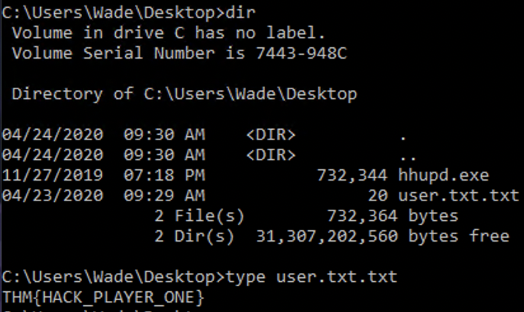 C:\Users\Wade\Desktop>dir
Volume in drive C has no label.
Volume Serial Number is 7443-948C
Directory of C:\Users\Wade\Desktop
04/24/2020  09:30 AM    <DIR>          .
04/24/2020  09:30 AM    <DIR>          ..
11/27/2019  07:18 PM           732,344 hhupd.exe
04/23/2020  09:29 AM                20 user.txt.txt
2 File(s)        732,364 bytes
2 Dir(s)  31,307,202,560 bytes free
C:\Users\Wade\Desktop>type user.txt.txt
THM{HACK_PLAYER_ONE}